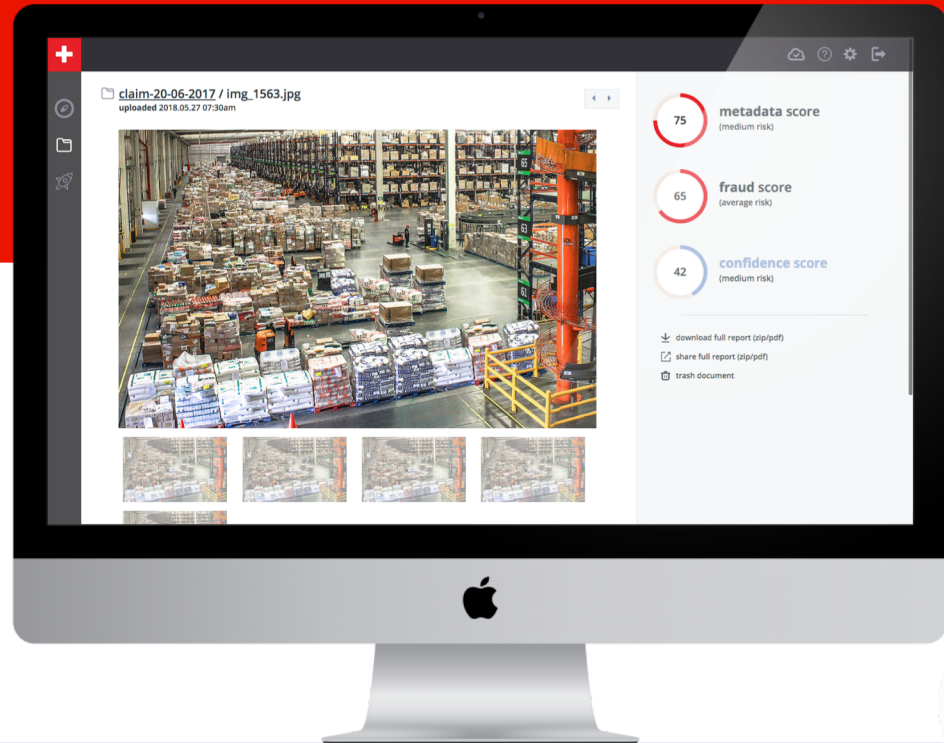 claim-20-06-2017 / img_1563.jpg
uploaded 2018.05.27 07:30am
65
63
61
75
metadata score
(medium risk)
65
fraud score
(average risk)
42
confidence score
(medium risk)
download full report (zip/pdf)
share full report (zip/pdf)
trash document